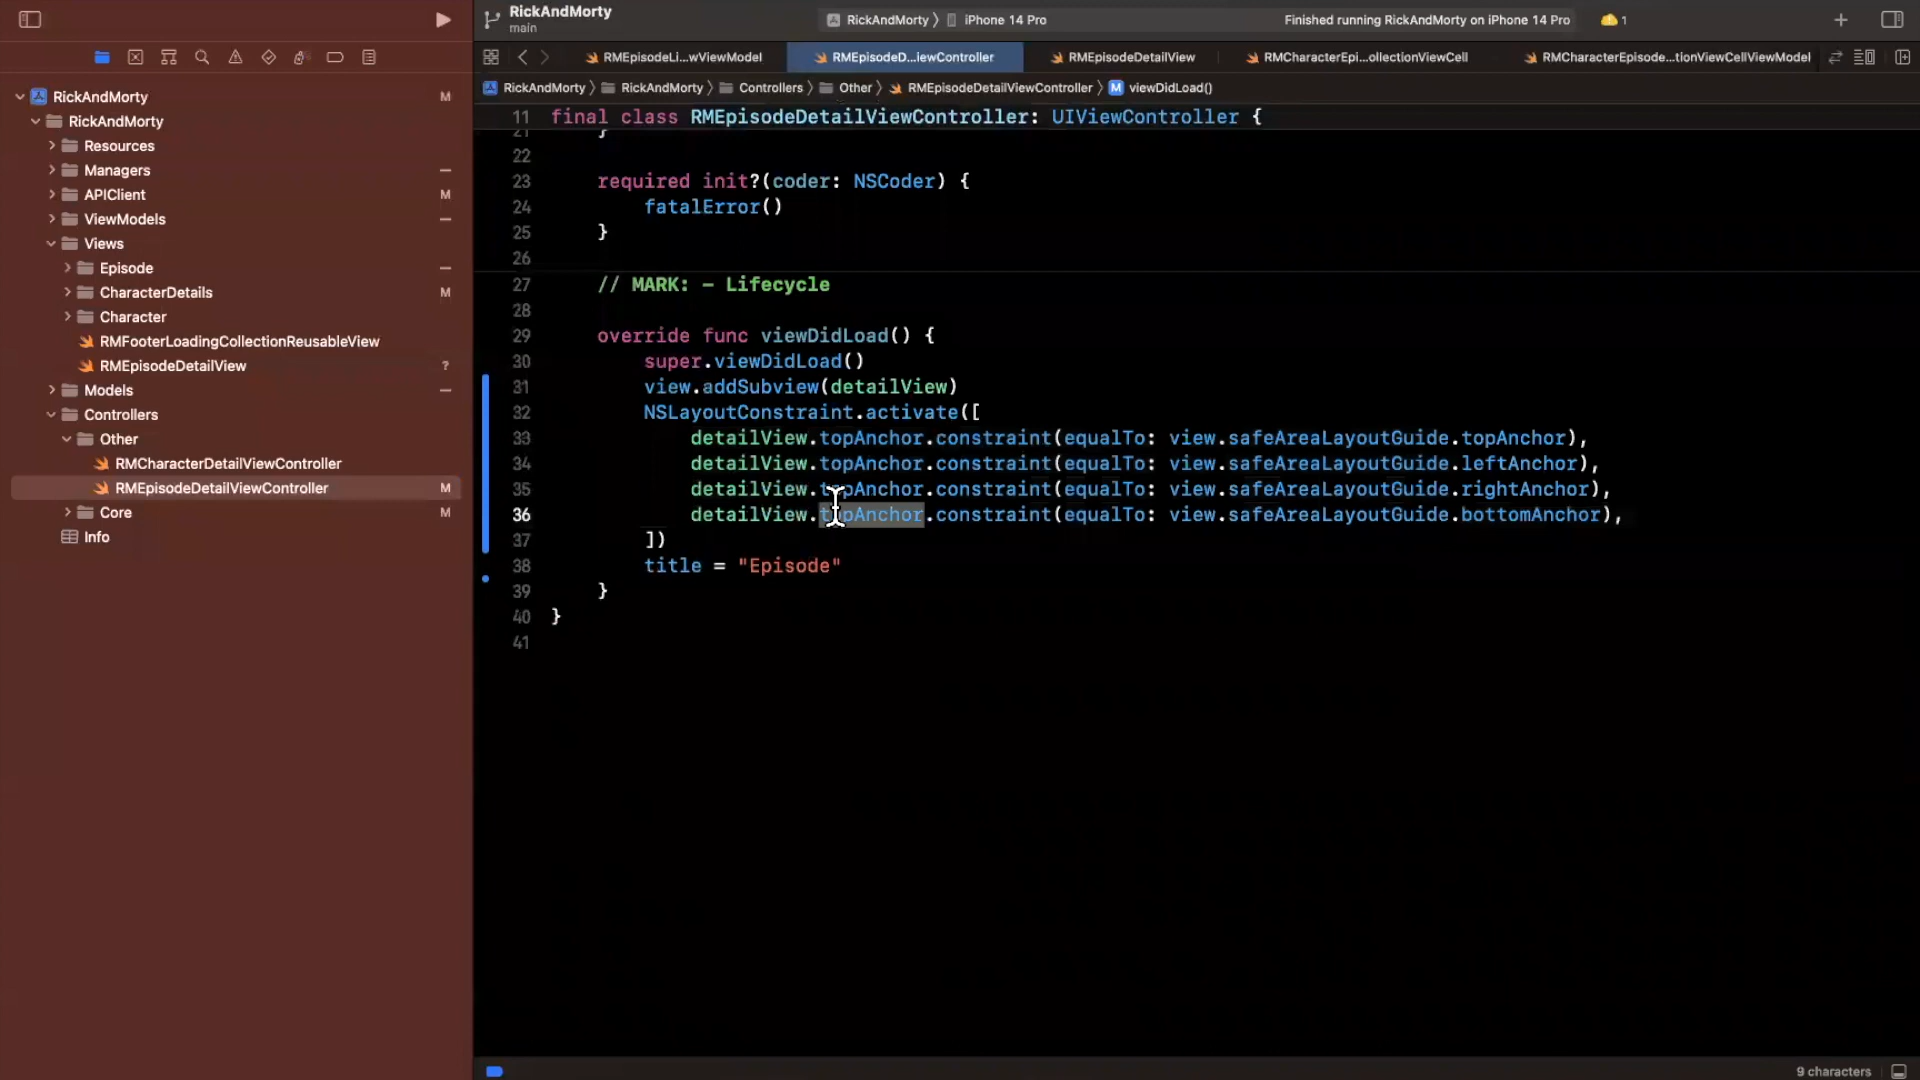 RickAndMorty
main
RickAndMorty
iPhone 14 Pro
Finished running RickAndMorty on iPhone 14 Pro
1
RMEpisodeLi...wViewModel
RMEpisodeD...iewController
RMEpisodeDetailView
RMCharacterEpi...ollectionViewCell
RMCharacterEpisode...tionViewCellViewModel
RickAndMorty
RickAndMorty
Controllers
Other
RMEpisodeDetailViewController
M viewDidLoad()
RickAndMorty M
RickAndMorty
Resources
Managers
APIClient M
ViewModels
Views
Episode
CharacterDetails M
Character
RMFooterLoadingCollectionReusableView
RMEpisodeDetailView ?
Models
Controllers
Other
RMCharacterDetailViewController
RMEpisodeDetailViewController M
Core M
Info
11 final class RMEpisodeDetailViewController: UIViewController {
21 }
22
23 required init?(coder: NSCoder) {
24 fatalError()
25 }
26
27 // MARK: - Lifecycle
28
29 override func viewDidLoad() {
30 super.viewDidLoad()
31 view.addSubview(detailView)
32 NSLayoutConstraint.activate([
33 detailView.topAnchor.constraint(equalTo: view.safeAreaLayoutGuide.topAnchor),
34 detailView.topAnchor.constraint(equalTo: view.safeAreaLayoutGuide.leftAnchor),
35 detailView.topAnchor.constraint(equalTo: view.safeAreaLayoutGuide.rightAnchor),
36 detailView.topAnchor.constraint(equalTo: view.safeAreaLayoutGuide.bottomAnchor),
37 ])
38 title = "Episode"
39 }
40 }
41
9 characters